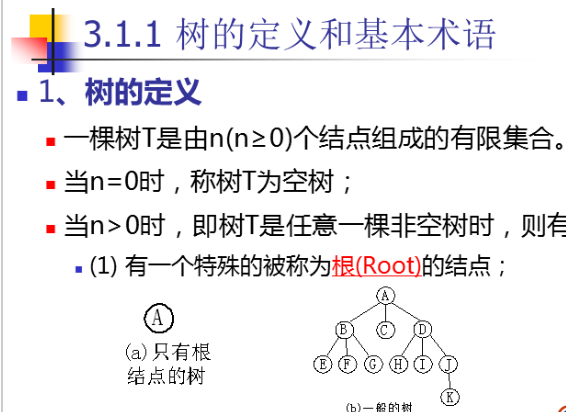 3.1.1 树的定义和基本术语
1、树的定义
一棵树T是由n(n≥0)个结点组成的有限集合。
当n=0时，称树T为空树；
当n>0时，即树T是任意一棵非空树时，则有
(1) 有一个特殊的被称为根(Root)的结点；
A
(a)只有根
结点的树
A
B C D
E F G H I J
K
(b)一般的树